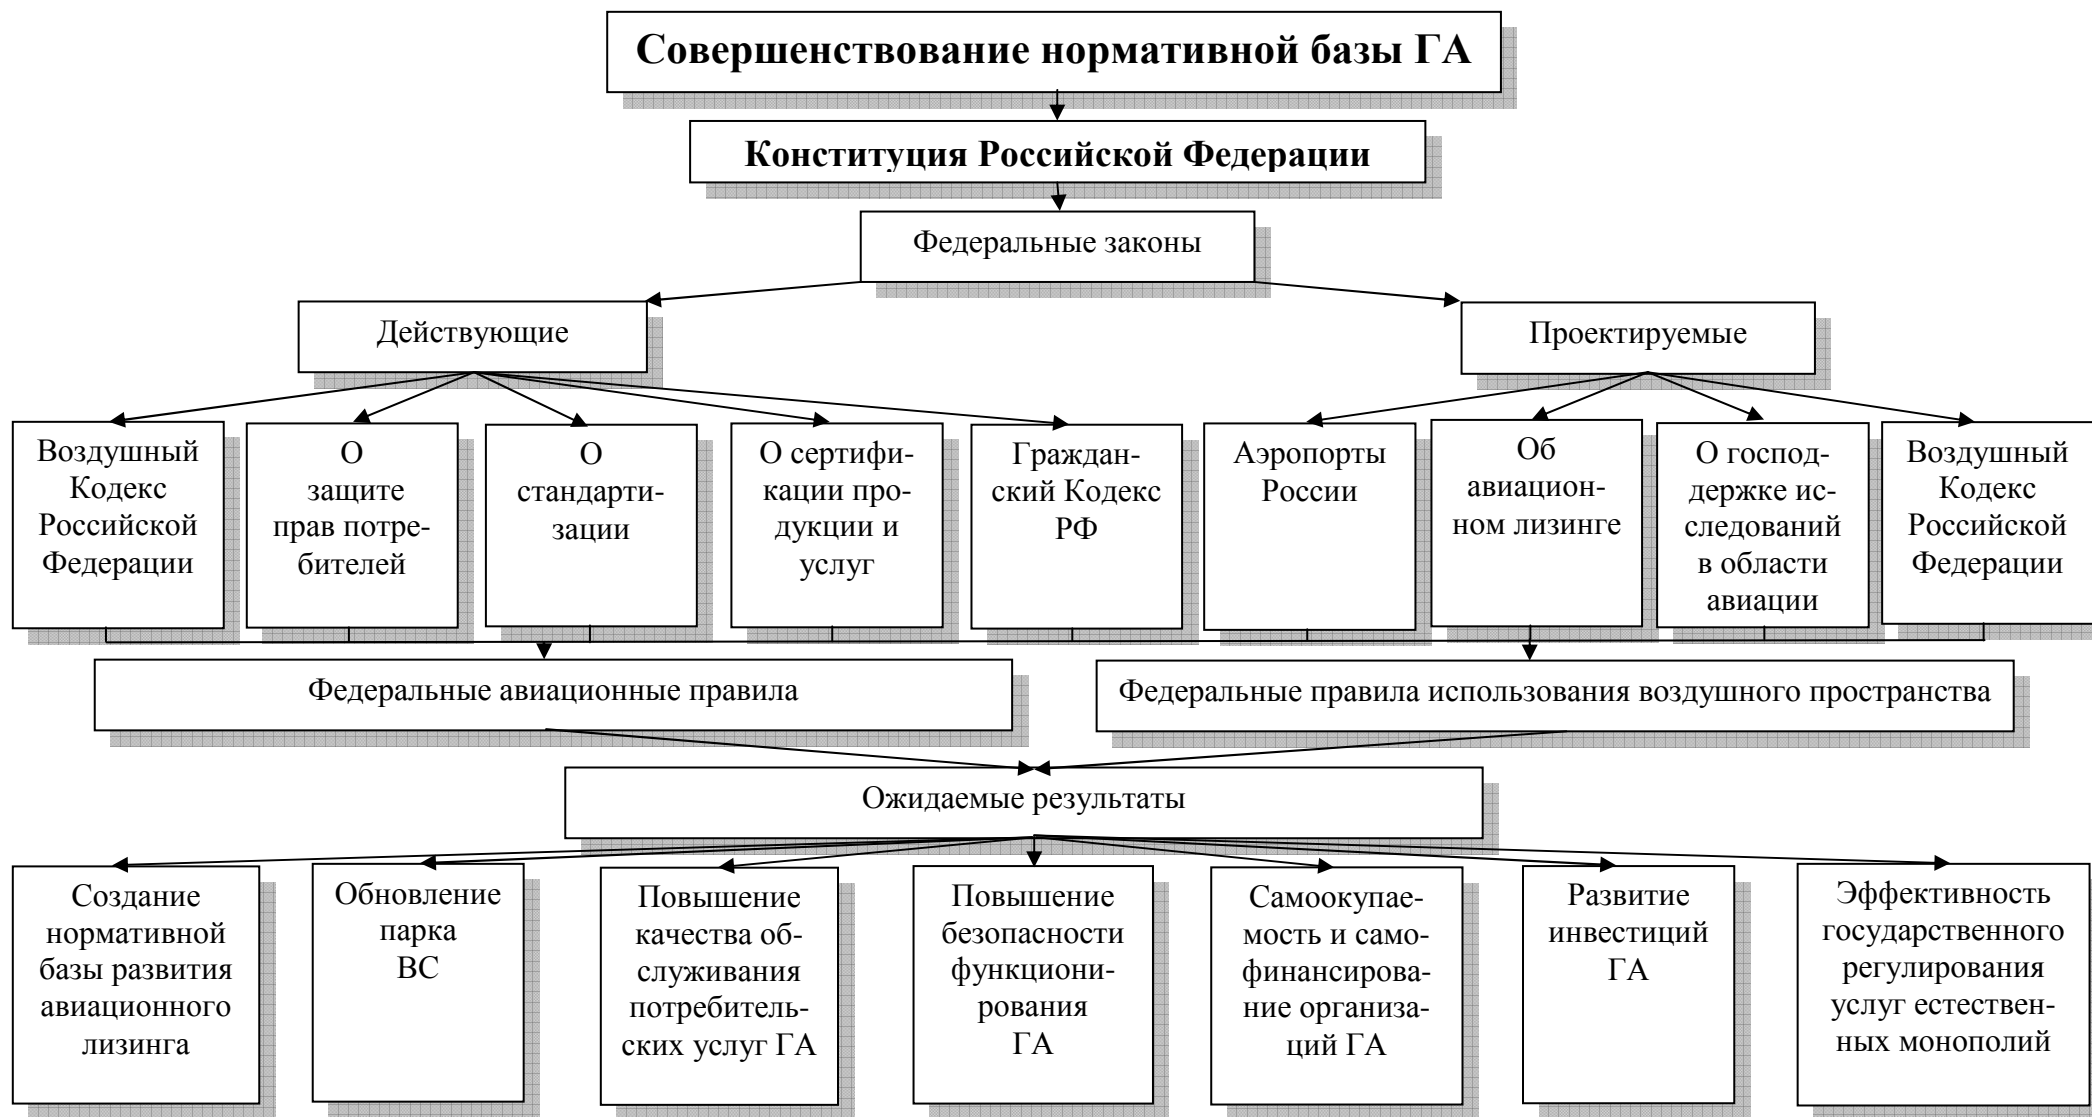 Совершенствование нормативной базы ГА
Конституция Российской Федерации
Федеральные законы
Действующие
Проектируемые
Воздушный
Кодекс
Российской
Федерации
О
защите
прав потре-
бителей
О
стандарти-
зации
О сертифи-
кации про-
дукции и
услуг
Граждан-
ский Кодекс
РФ
Аэропорты
России
Об
авиацион-
ном лизинге
О господ-
держке ис-
следований
в области
авиации
Воздушный
Кодекс
Российской
Федерации
Федеральные авиационные правила
Федеральные правила использования воздушного пространства
Ожидаемые результаты
Создание
нормативной
базы развития
авиационного
лизинга
Обновление
парка
ВС
Повышение
качества об-
служивания
потребитель-
ских услуг ГА
Повышение
безопасности
функциони-
рования
ГА
Самоокупае-
мость и само-
финансирова-
ние организа-
ций ГА
Развитие
инвестиций
ГА
Эффективность
государственного
регулирования
услуг естествен-
ных монополий